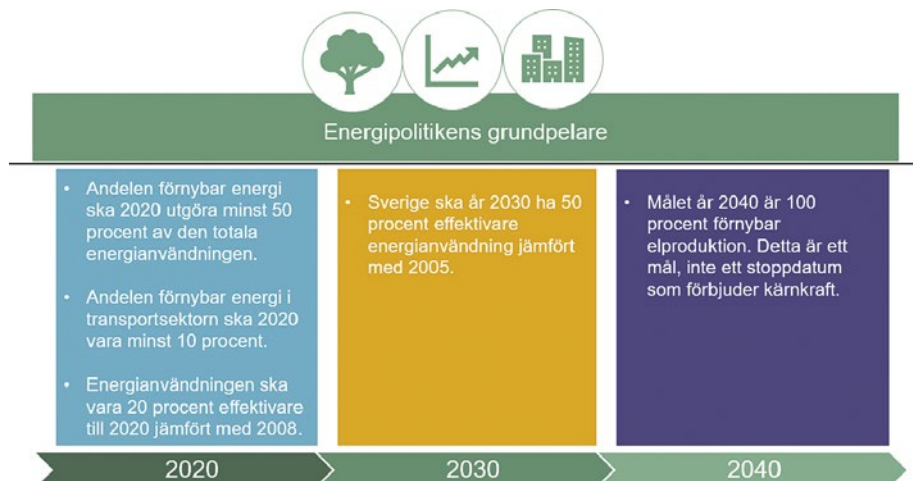 Energipolitikens grundpelare
• Andelen förnybar energi
ska 2020 utgöra minst 50
procent av den totala
energianvändningen.
• Andelen förnybar energi i
transportsektorn ska 2020
vara minst 10 procent.
• Energianvändningen ska
vara 20 procent effektivare
till 2020 jämfört med 2008.
• Sverige ska år 2030 ha 50
procent effektivare
energianvändning jämfört
med 2005.
• Målet år 2040 är 100
procent förnybar
elproduktion. Detta är ett
mål, inte ett stoppdatum
som förbjuder kärnkraft.
2020
2030
2040